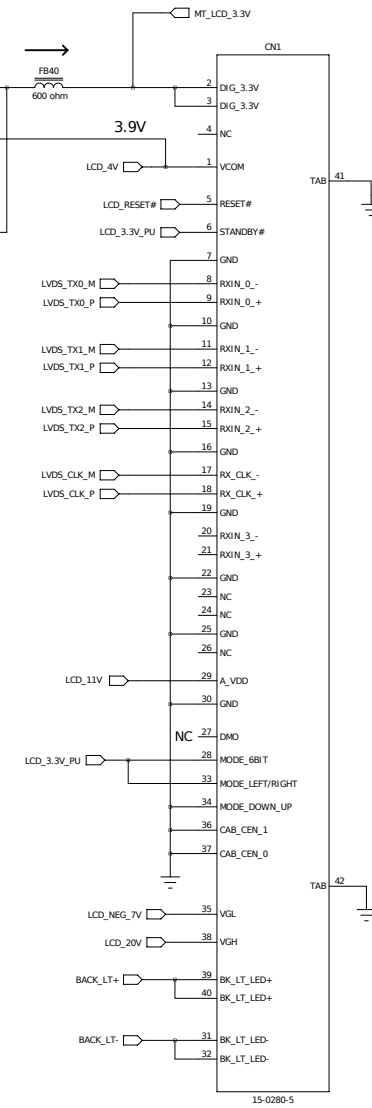 MT_LCD_3.3V
CN1
FB40
600 ohm
2 DIG_3.3V
3 DIG_3.3V
3.9V
4 NC
LCD_4V 1 VCOM
TAB 41
LCD_RESET# 5 RESET#
LCD_3.3V_PU 6 STANDBY#
7 GND
LVDS_TX0_M 8 RXIN_0_-
LVDS_TX0_P 9 RXIN_0_+
10 GND
LVDS_TX1_M 11 RXIN_1_-
LVDS_TX1_P 12 RXIN_1_+
13 GND
LVDS_TX2_M 14 RXIN_2_-
LVDS_TX2_P 15 RXIN_2_+
16 GND
LVDS_CLK_M 17 RX_CLK_-
LVDS_CLK_P 18 RX_CLK_+
19 GND
20 RXIN_3_-
21 RXIN_3_+
22 GND
23 NC
24 NC
25 GND
26 NC
LCD_11V 29 A_VDD
30 GND
NC 27 DMO
LCD_3.3V_PU 28 MODE_6BIT
33 MODE_LEFT/RIGHT
34 MODE_DOWN_UP
36 CAB_CEN_1
37 CAB_CEN_0
TAB 42
LCD_NEG_7V 35 VGL
LCD_20V 38 VGH
BACK_LT+ 39 BK_LT_LED+
40 BK_LT_LED+
BACK_LT- 31 BK_LT_LED-
32 BK_LT_LED-
15-0280-5